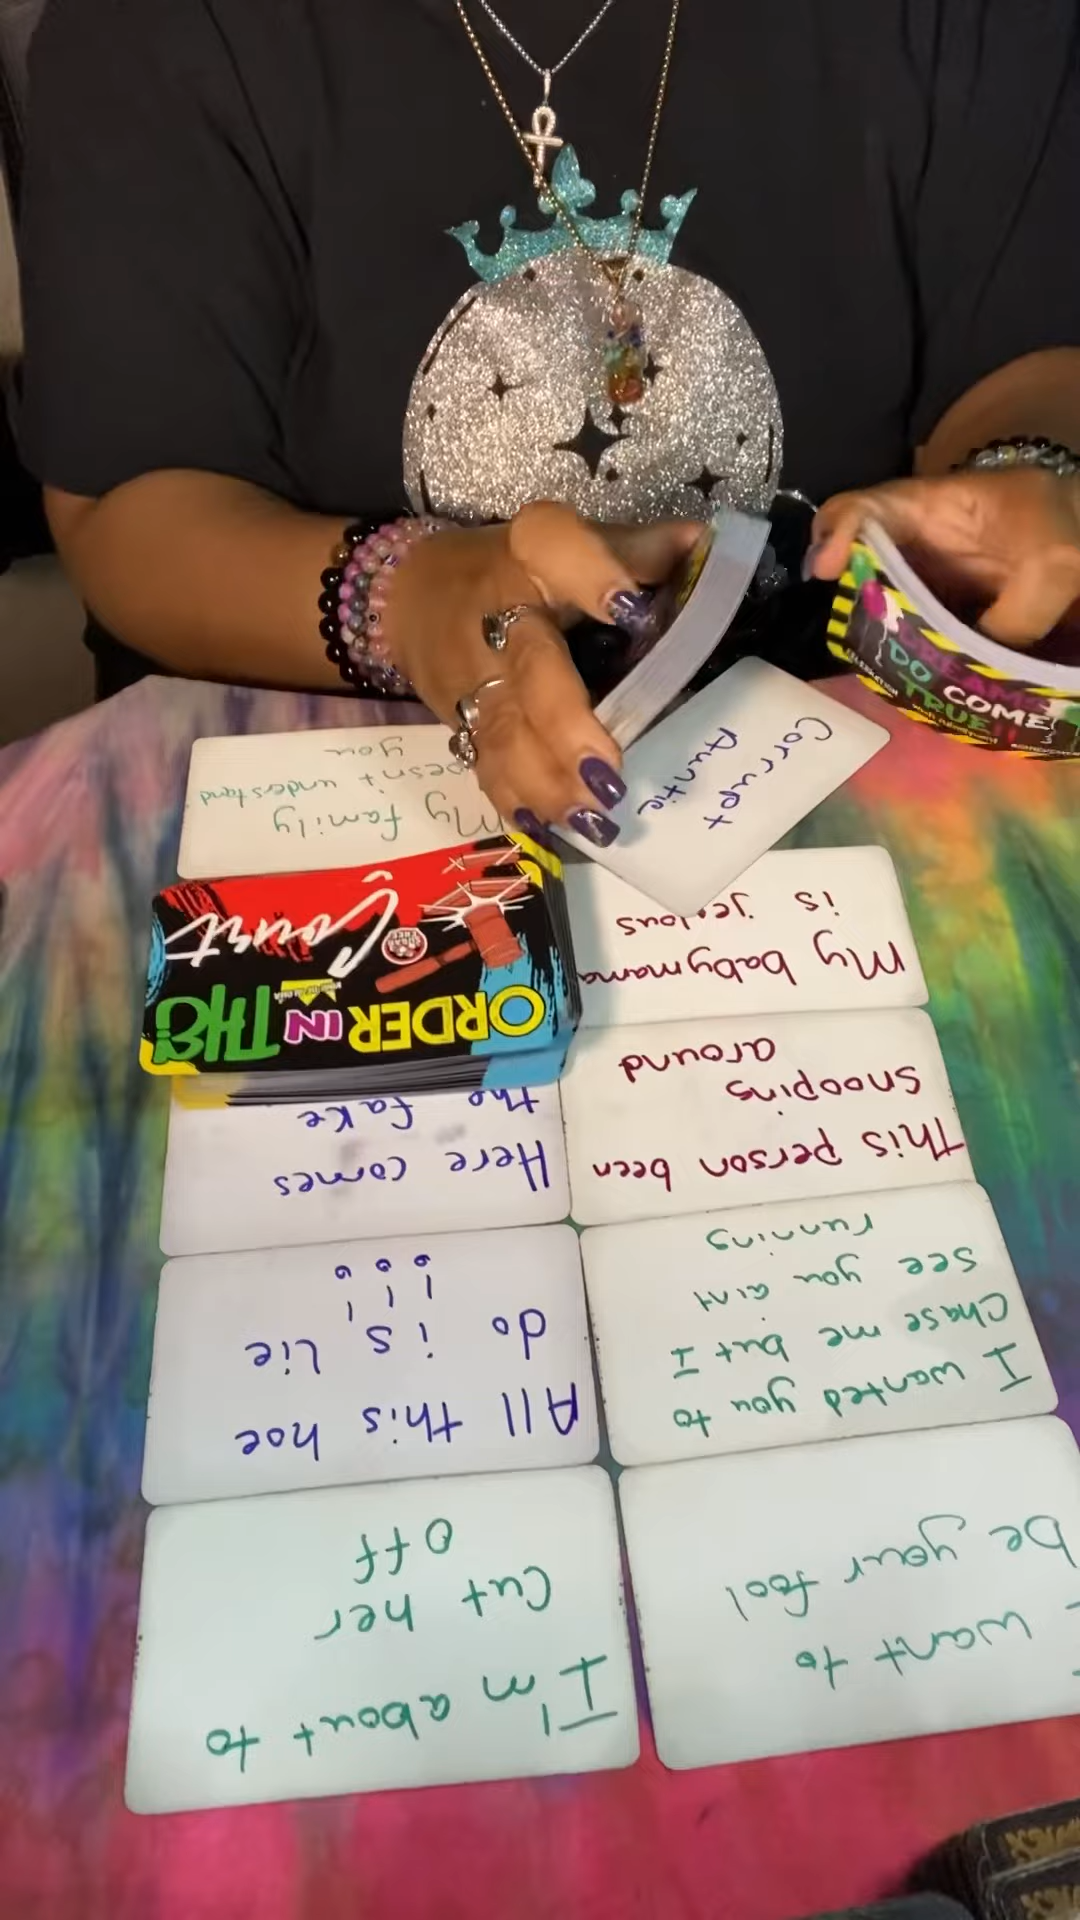 Corrupt
Auntie
My family
doesn't understand
you
My babymama
is jealous
ORDER IN THE!
Court
This person been
snooping
around
Here comes
the fake
I wanted you to
chase me but I
see you aint
running
All this hoe
do is, Lie
! ! !
I want to
be your fool
I'm about to
Cut her
Off
DREAMS
DO COME
TRUE!!
CELEBRATION